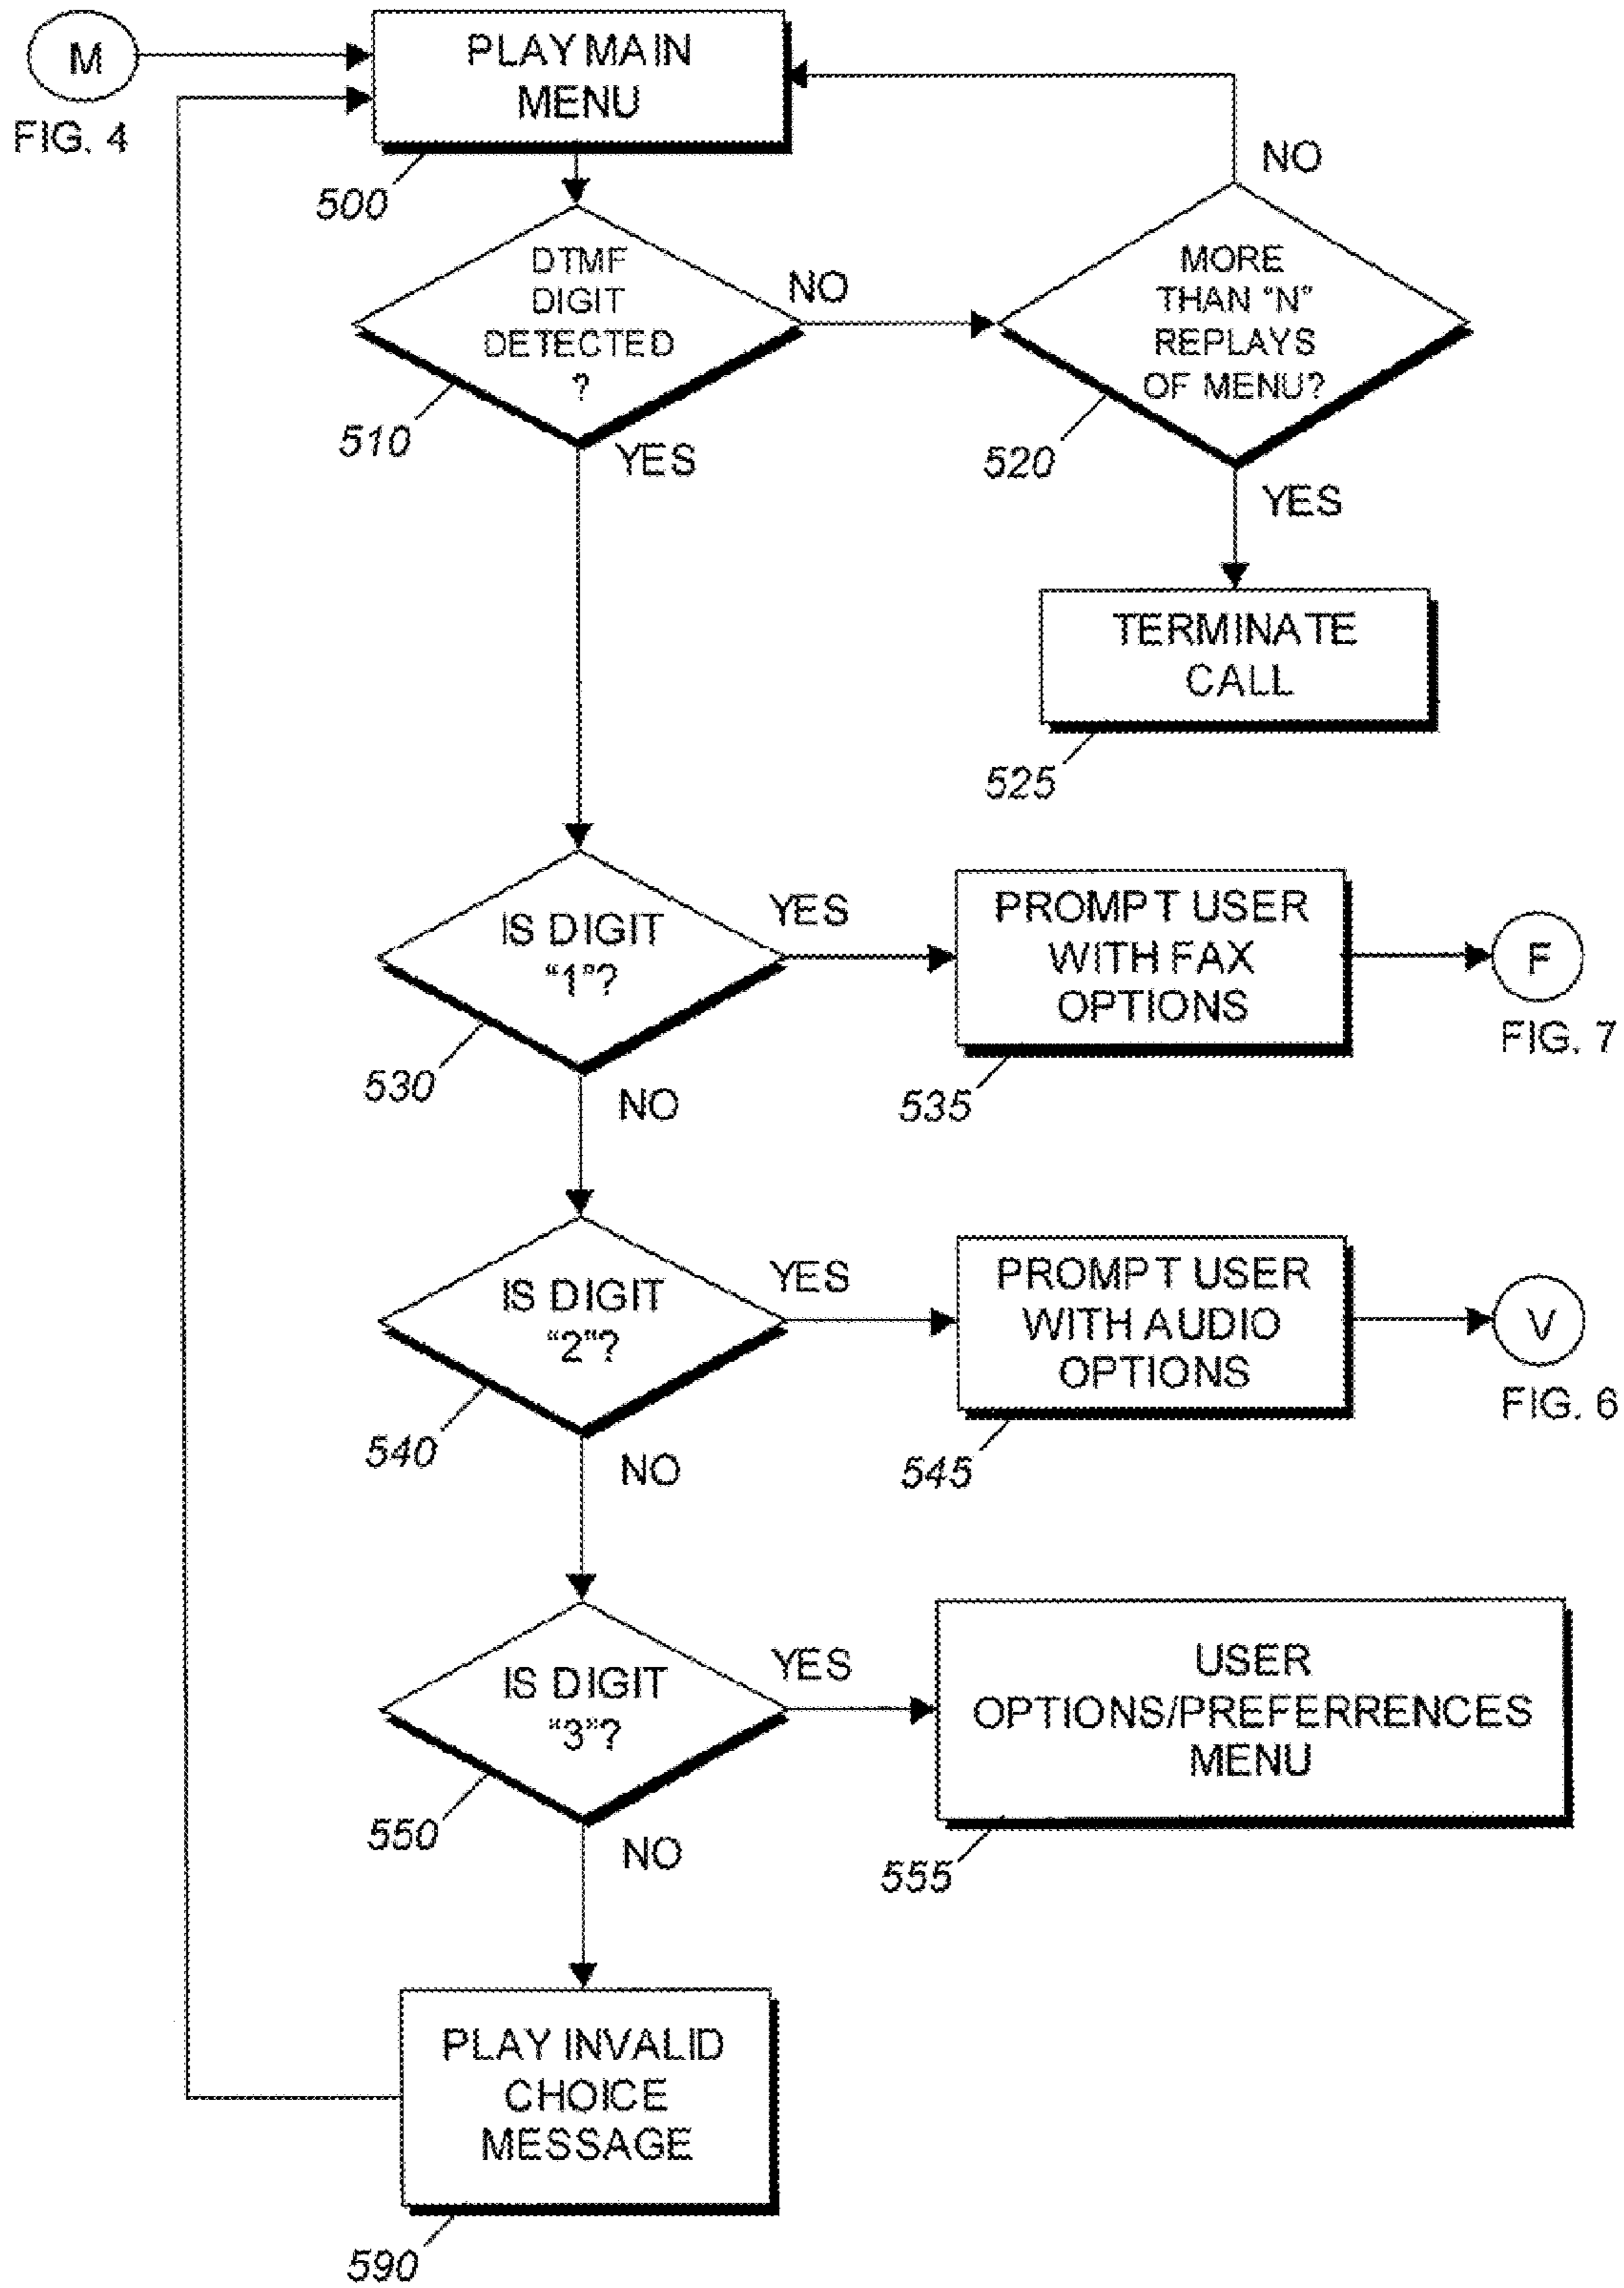 M
FIG. 4
PLAY MAIN
MENU
500
DTMF
DIGIT
DETECTED
?
510
NO
YES
MORE
THAN “N”
REPLAYS
OF MENU?
520
NO
YES
TERMINATE
CALL
525
IS DIGIT
“1”?
530
YES
NO
PROMPT USER
WITH FAX
OPTIONS
535
F
FIG. 7
IS DIGIT
“2”?
540
YES
NO
PROMPT USER
WITH AUDIO
OPTIONS
545
V
FIG. 6
IS DIGIT
“3”?
550
YES
NO
USER
OPTIONS/PREFERRENCES
MENU
555
PLAY INVALID
CHOICE
MESSAGE
590